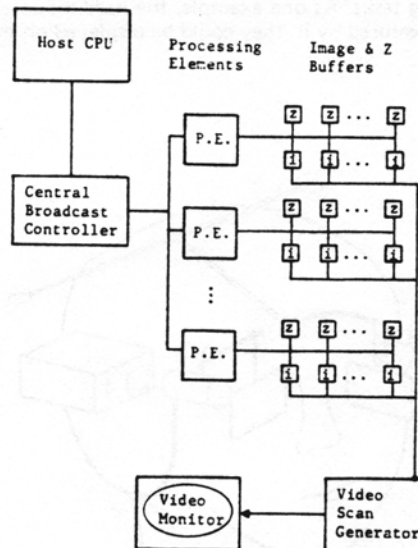 Host CPU
Processing
Elements
Image & Z
Buffers
z z ... z
P.E.
i i ... i
Central
Broadcast
Controller
z z ... z
P.E.
i i ... i
⋮
z z ... z
P.E.
i i ... i
Video
Monitor
Video
Scan
Generator